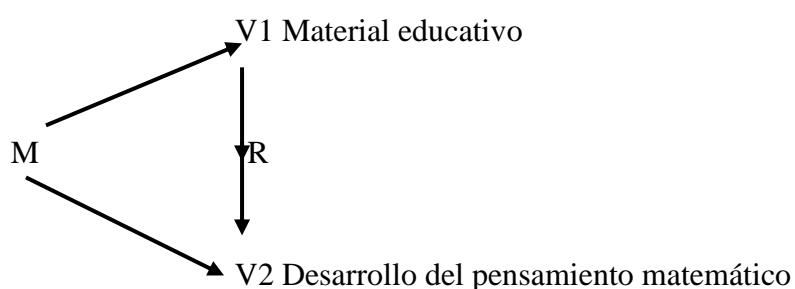 V1 Material educativo
M R
V2 Desarrollo del pensamiento matemático